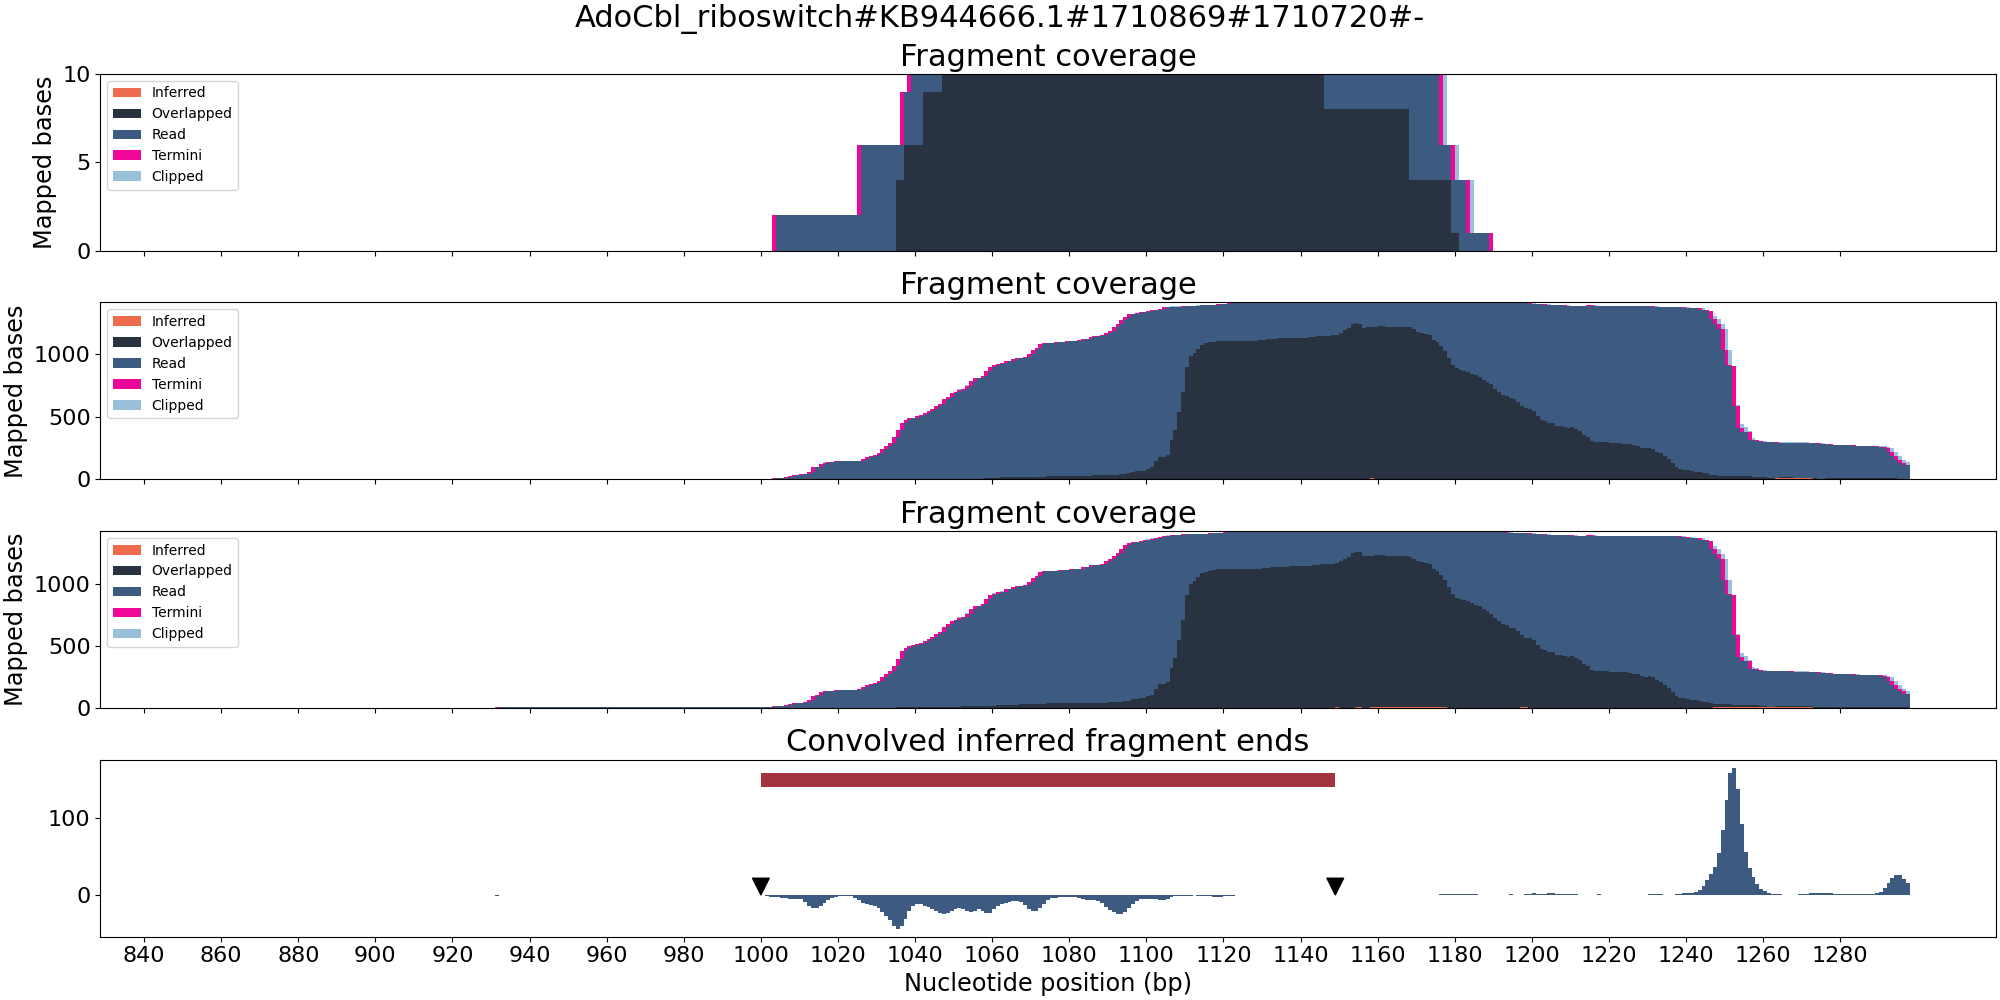 AdoCbl_riboswitch#KB944666.1#1710869#1710720#-
Fragment coverage
Mapped bases
10
5
0
Inferred
Overlapped
Read
Termini
Clipped
Fragment coverage
Mapped bases
1000
500
0
Inferred
Overlapped
Read
Termini
Clipped
Fragment coverage
Mapped bases
1000
500
0
Inferred
Overlapped
Read
Termini
Clipped
Convolved inferred fragment ends
100
0
840 860 880 900 920 940 960 980 1000 1020 1040 1060 1080 1100 1120 1140 1160 1180 1200 1220 1240 1260 1280
Nucleotide position (bp)